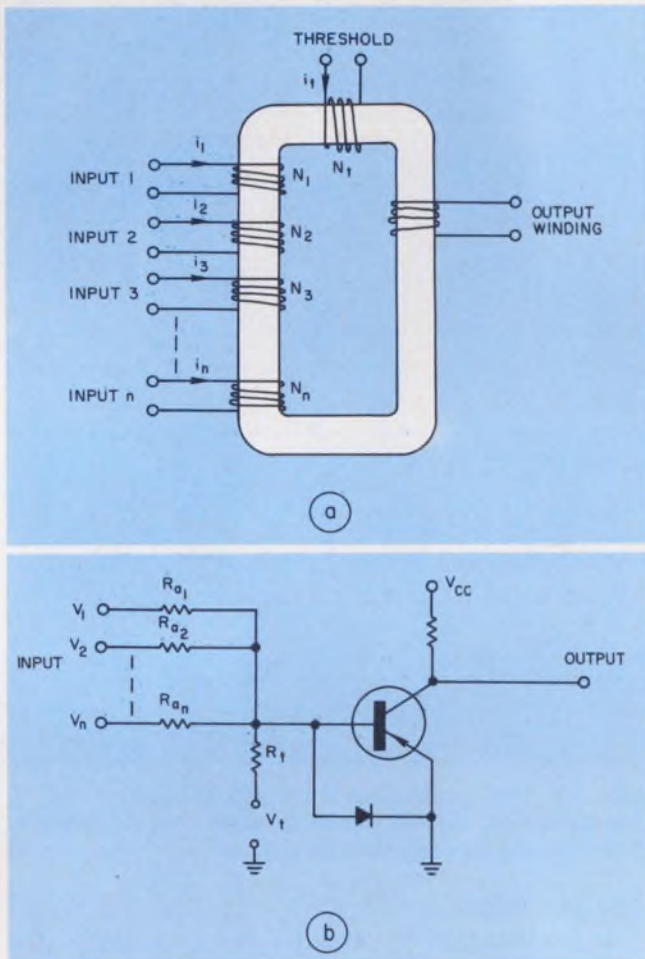 THRESHOLD
i_t
N_t
i_1
INPUT 1
N_1
i_2
INPUT 2
N_2
i_3
INPUT 3
N_3
i_n
INPUT n
N_n
OUTPUT
WINDING
a
V_1
R_a1
V_2
R_a2
INPUT
V_n
R_an
R_t
V_t
V_CC
OUTPUT
b